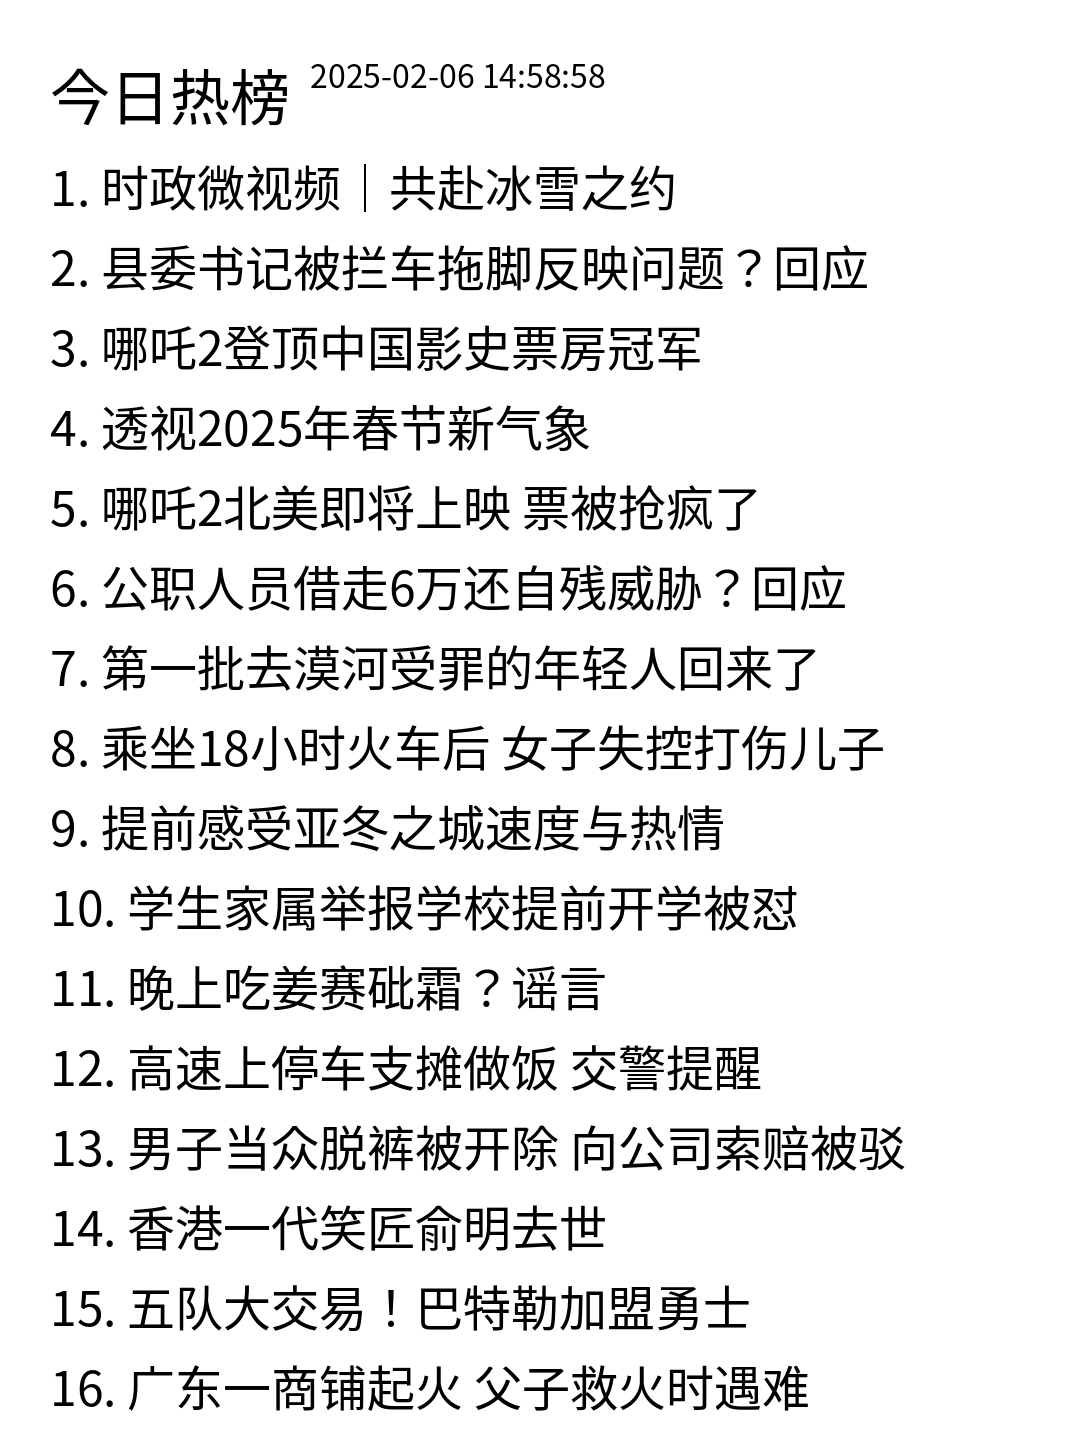 今日热榜 2025-02-06 14:58:58
1. 时政微视频｜共赴冰雪之约
2. 县委书记被拦车拖脚反映问题？回应
3. 哪吒2登顶中国影史票房冠军
4. 透视2025年春节新气象
5. 哪吒2北美即将上映 票被抢疯了
6. 公职人员借走6万还自残威胁？回应
7. 第一批去漠河受罪的年轻人回来了
8. 乘坐18小时火车后 女子失控打伤儿子
9. 提前感受亚冬之城速度与热情
10. 学生家属举报学校提前开学被怼
11. 晚上吃姜赛砒霜？谣言
12. 高速上停车支摊做饭 交警提醒
13. 男子当众脱裤被开除 向公司索赔被驳
14. 香港一代笑匠俞明去世
15. 五队大交易！巴特勒加盟勇士
16. 广东一商铺起火 父子救火时遇难